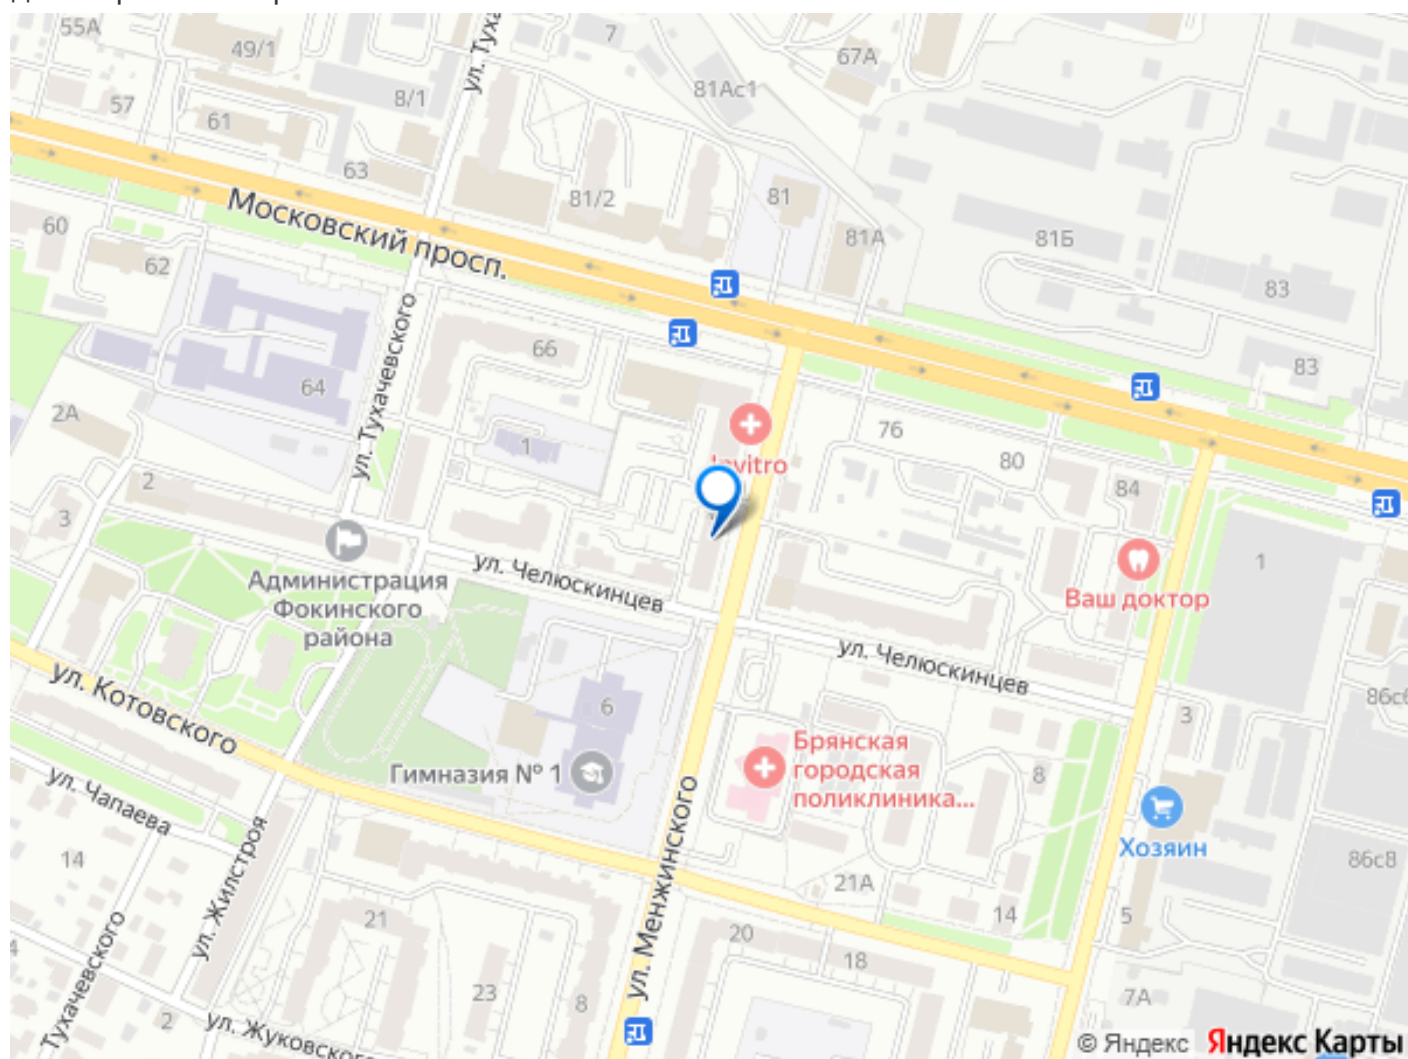 55А
49/1
ул. Туха
7
67А
81Ас1
57
8/1
61
63
81/2
81
81А
81Б
60
Московский просп.
62
83
66
83
64
ул. Тухачевского
2А
1
Invitro
76
80
84
2
3
1
Администрация
Фокинского
района
ул. Челюскинцев
Ваш доктор
ул. Челюскинцев
ул. Котовского
6
3
86с6
Гимназия № 1
Брянская
городская
поликлиника...
8
ул. Чапаева
ул. Менжинского
Хозяин
14
ул. Жилстроя
21А
86с8
21
14
5
20
18
Тухачевского
23
8
7А
2
ул. Жуковского
© Яндекс Яндекс Карты